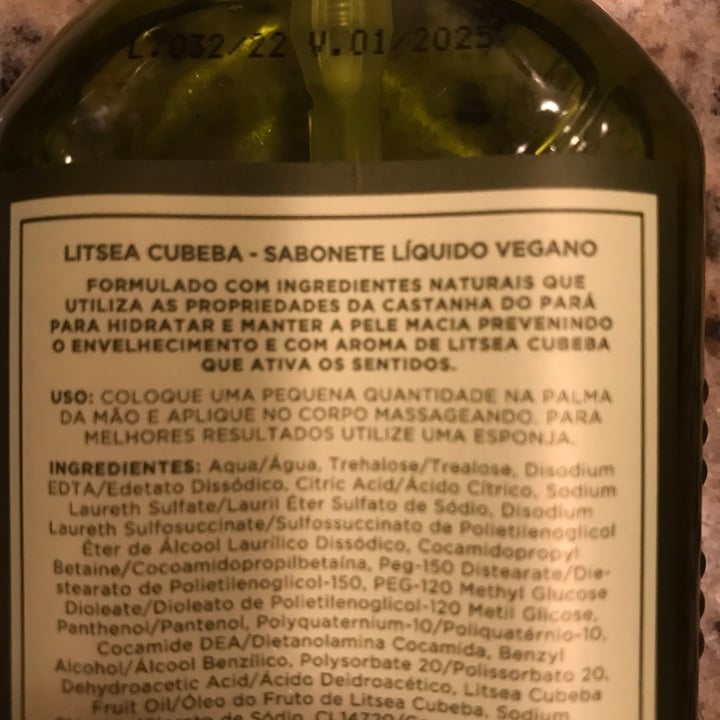 L.032/22 V.01/2025
LITSEA CUBEBA - SABONETE LÍQUIDO VEGANO
FORMULADO COM INGREDIENTES NATURAIS QUE
UTILIZA AS PROPRIEDADES DA CASTANHA DO PARÁ
PARA HIDRATAR E MANTER A PELE MACIA PREVENINDO
O ENVELHECIMENTO E COM AROMA DE LITSEA CUBEBA
QUE ATIVA OS SENTIDOS.
USO: COLOQUE UMA PEQUENA QUANTIDADE NA PALMA
DA MÃO E APLIQUE NO CORPO MASSAGEANDO. PARA
MELHORES RESULTADOS UTILIZE UMA ESPONJA.
INGREDIENTES: Aqua/Água, Trehalose/Trealose, Disodium
EDTA/Edetato Dissódico, Citric Acid/Ácido Cítrico, Sodium
Laureth Sulfate/Lauril Éter Sulfato de Sódio, Disodium
Laureth Sulfosuccinate/Sulfossuccinato de Polietilenoglicol
Éter de Álcool Laurílico Dissódico, Cocamidopropyl
Betaine/Cocoamidopropilbetaína, Peg-150 Distearate/Die-
stearato de Polietilenoglicol-150, PEG-120 Methyl Glucose
Dioleate/Dioleato de Polietilenoglicol-120 Metil Glicose,
Panthenol/Pantenol, Polyquaternium-10/Poliquatérnio-10,
Cocamide DEA/Dietanolamina Cocamida, Benzyl
Alcohol/Álcool Benzílico, Polysorbate 20/Polissorbato 20,
Dehydroacetic Acid/Ácido Deidroacético, Litsea Cubeba
Fruit Oil/Óleo do Fruto de Litsea Cubeba, Sodium
de Sódio, CI 14720/